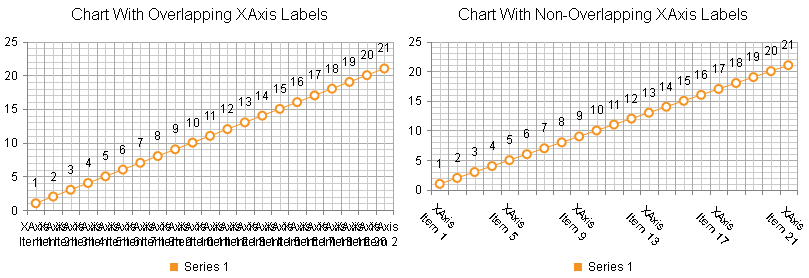 Chart With Overlapping XAxis Labels
25
20
15
10
5
0
1 2 3 4 5 6 7 8 9 10 11 12 13 14 15 16 17 18 19 20 21
Series 1
Chart With Non-Overlapping XAxis Labels
25
20
15
10
5
0
1 2 3 4 5 6 7 8 9 10 11 12 13 14 15 16 17 18 19 20 21
XAxis Item 1
XAxis Item 5
XAxis Item 9
XAxis Item 13
XAxis Item 17
XAxis Item 21
Series 1